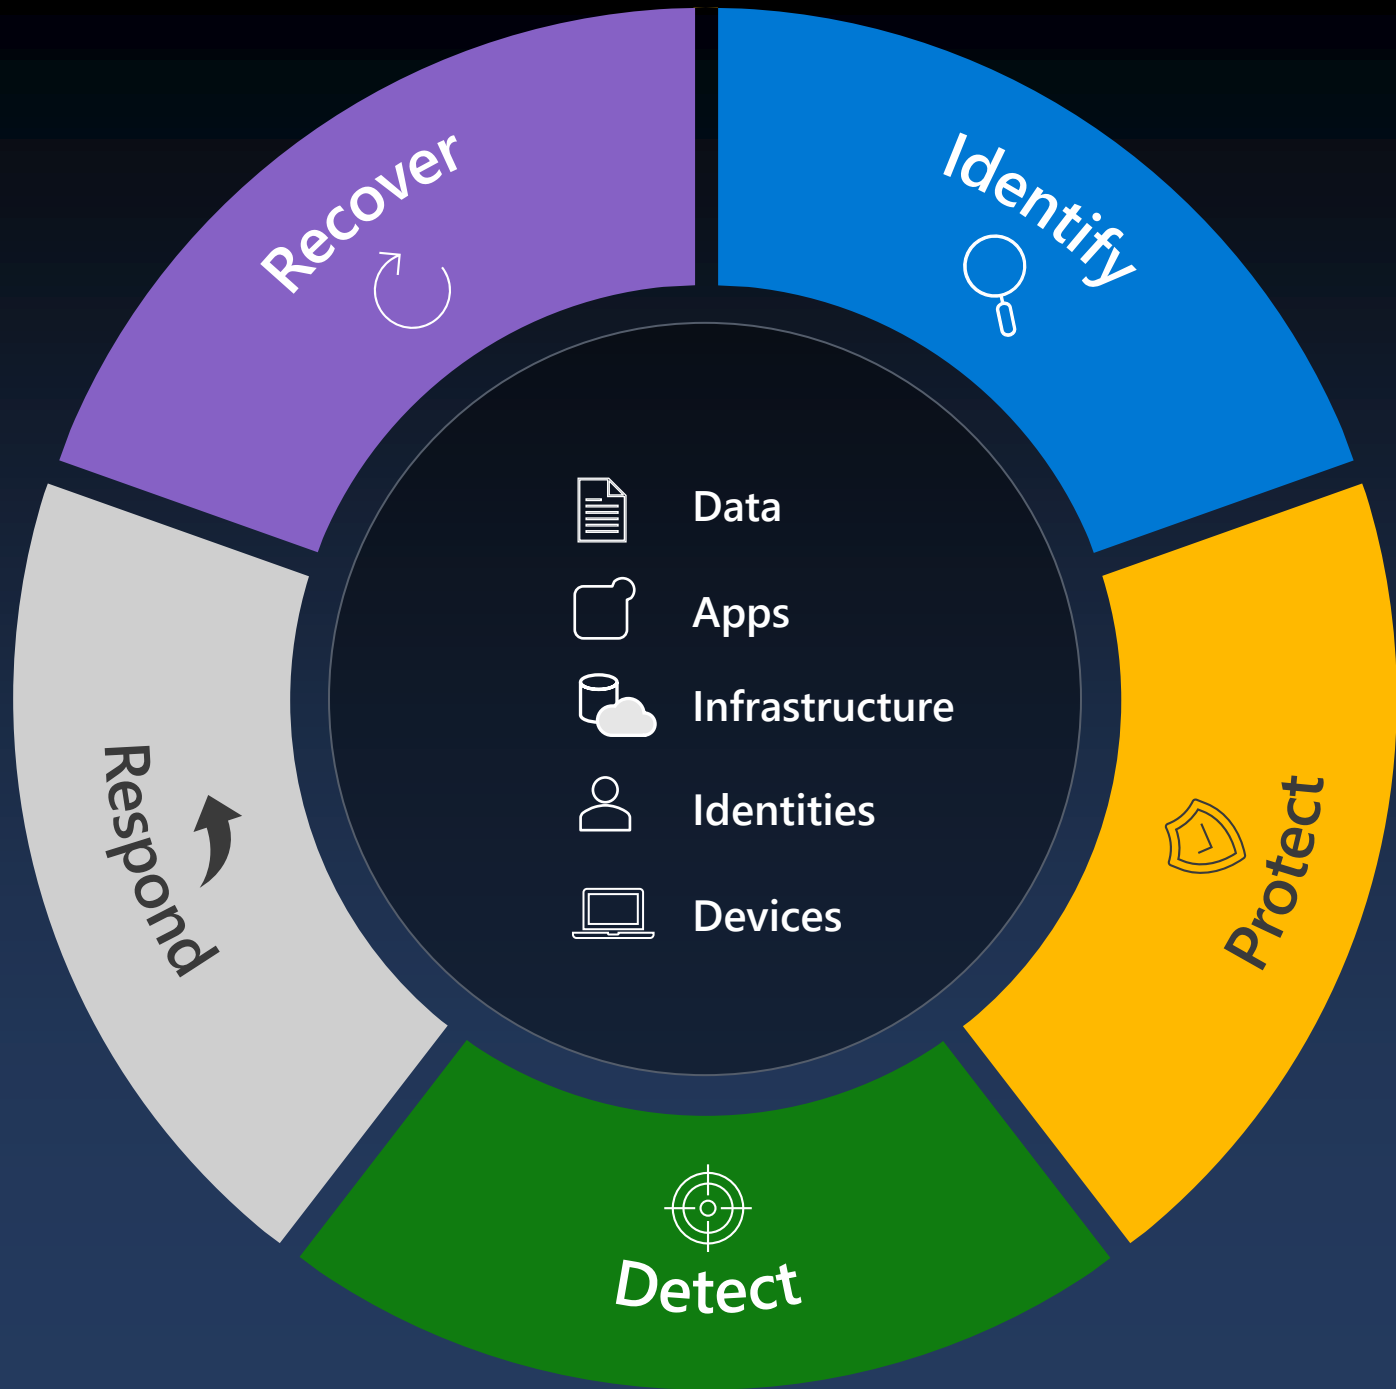 Identify
Protect
Detect
Respond
Recover
Data
Apps
Infrastructure
Identities
Devices